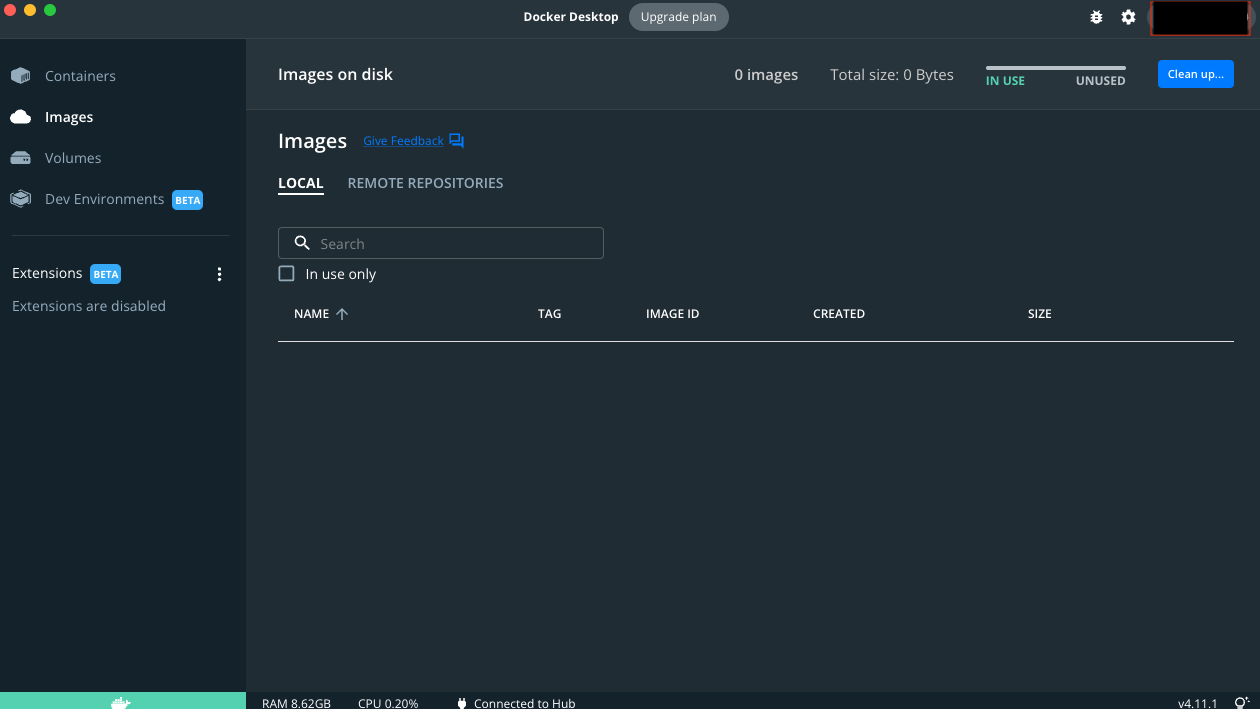 Docker Desktop Upgrade plan
Containers
Images
Volumes
Dev Environments BETA
Extensions BETA
Extensions are disabled
Images on disk 0 images Total size: 0 Bytes IN USE UNUSED Clean up...
Images Give Feedback
LOCAL REMOTE REPOSITORIES
Search
In use only
NAME TAG IMAGE ID CREATED SIZE
RAM 8.62GB CPU 0.20% Connected to Hub v4.11.1